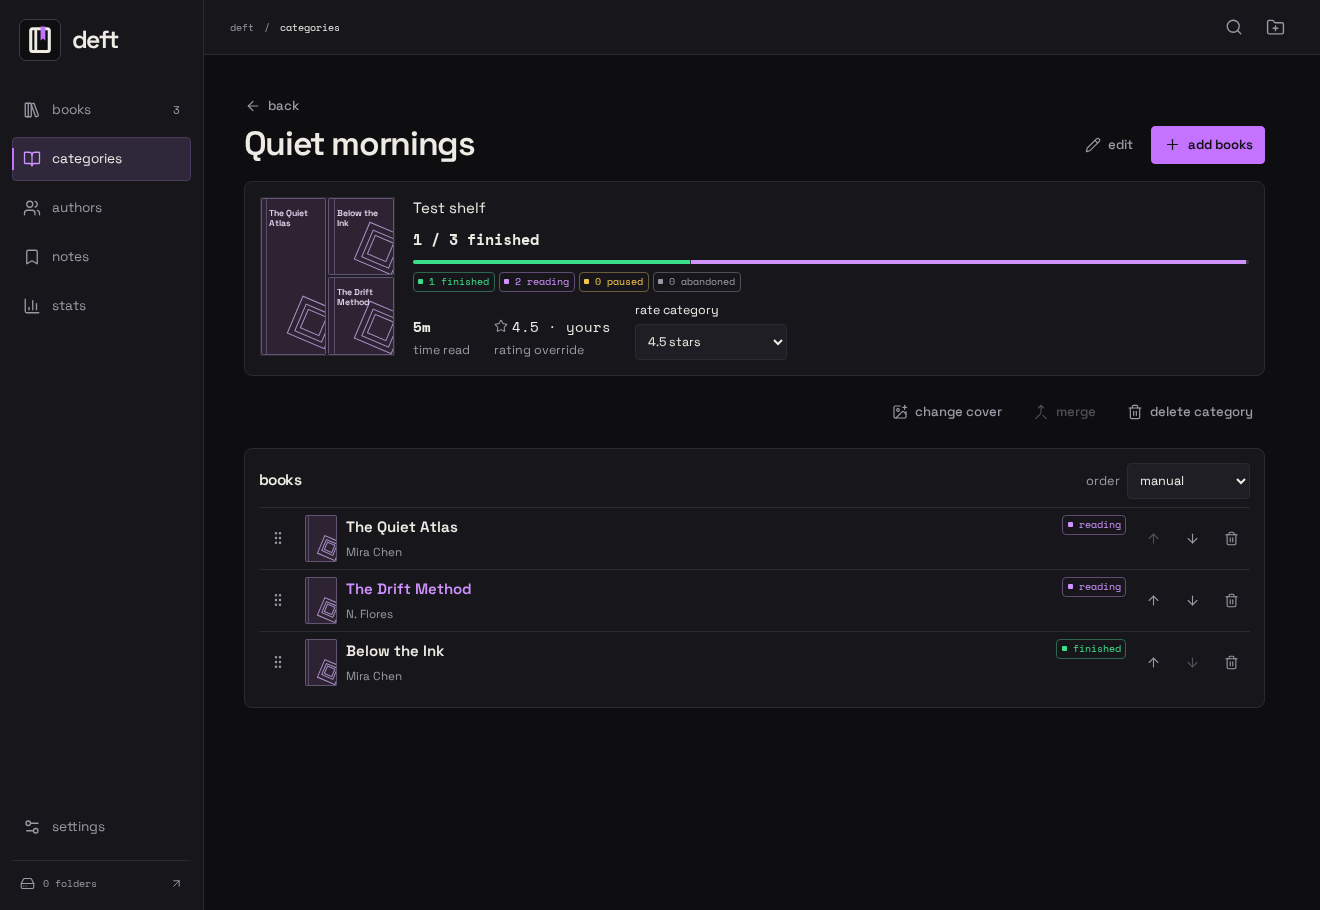 deft
deft / categories
books 3
categories
authors
notes
stats
settings
0 folders
back
Quiet mornings
edit
add books
The Quiet
Atlas
Below the
Ink
The Drift
Method
Test shelf
1 / 3 finished
1 finished
2 reading
0 paused
0 abandoned
5m
time read
4.5 · yours
rating override
rate category
4.5 stars
change cover
merge
delete category
books
order
manual
The Quiet Atlas
Mira Chen
reading
The Drift Method
N. Flores
reading
Below the Ink
Mira Chen
finished